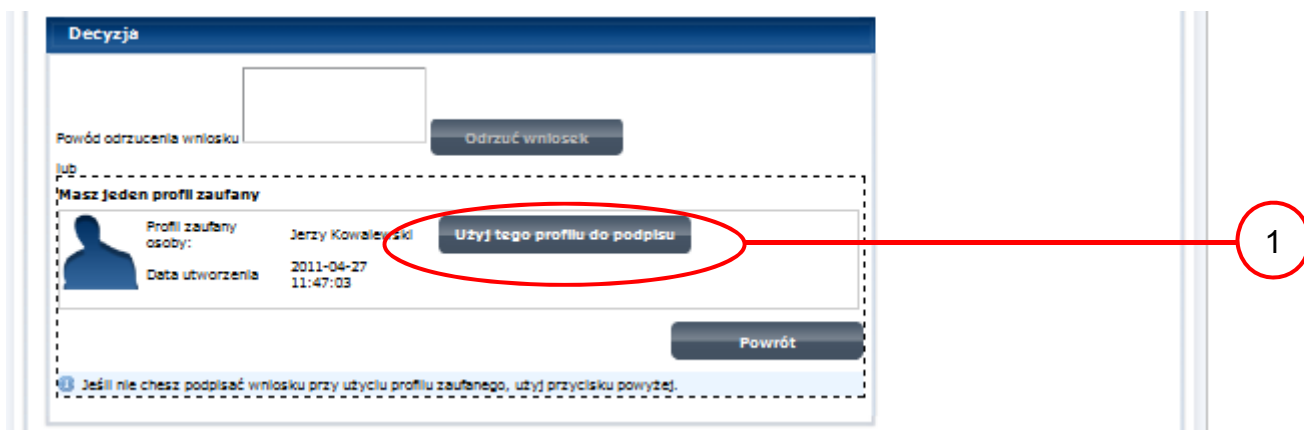 Decyzja
Powód odrzucenia wniosku
Odrzuć wniosek
lub
Masz jeden profil zaufany
Profil zaufany
osoby:
Jerzy Kowalewski
Użyj tego profilu do podpisu
1
Data utworzenia
2011-04-27
11:47:03
Powrót
Jeśli nie chesz podpisać wniosku przy użyciu profilu zaufanego, użyj przycisku powyżej.